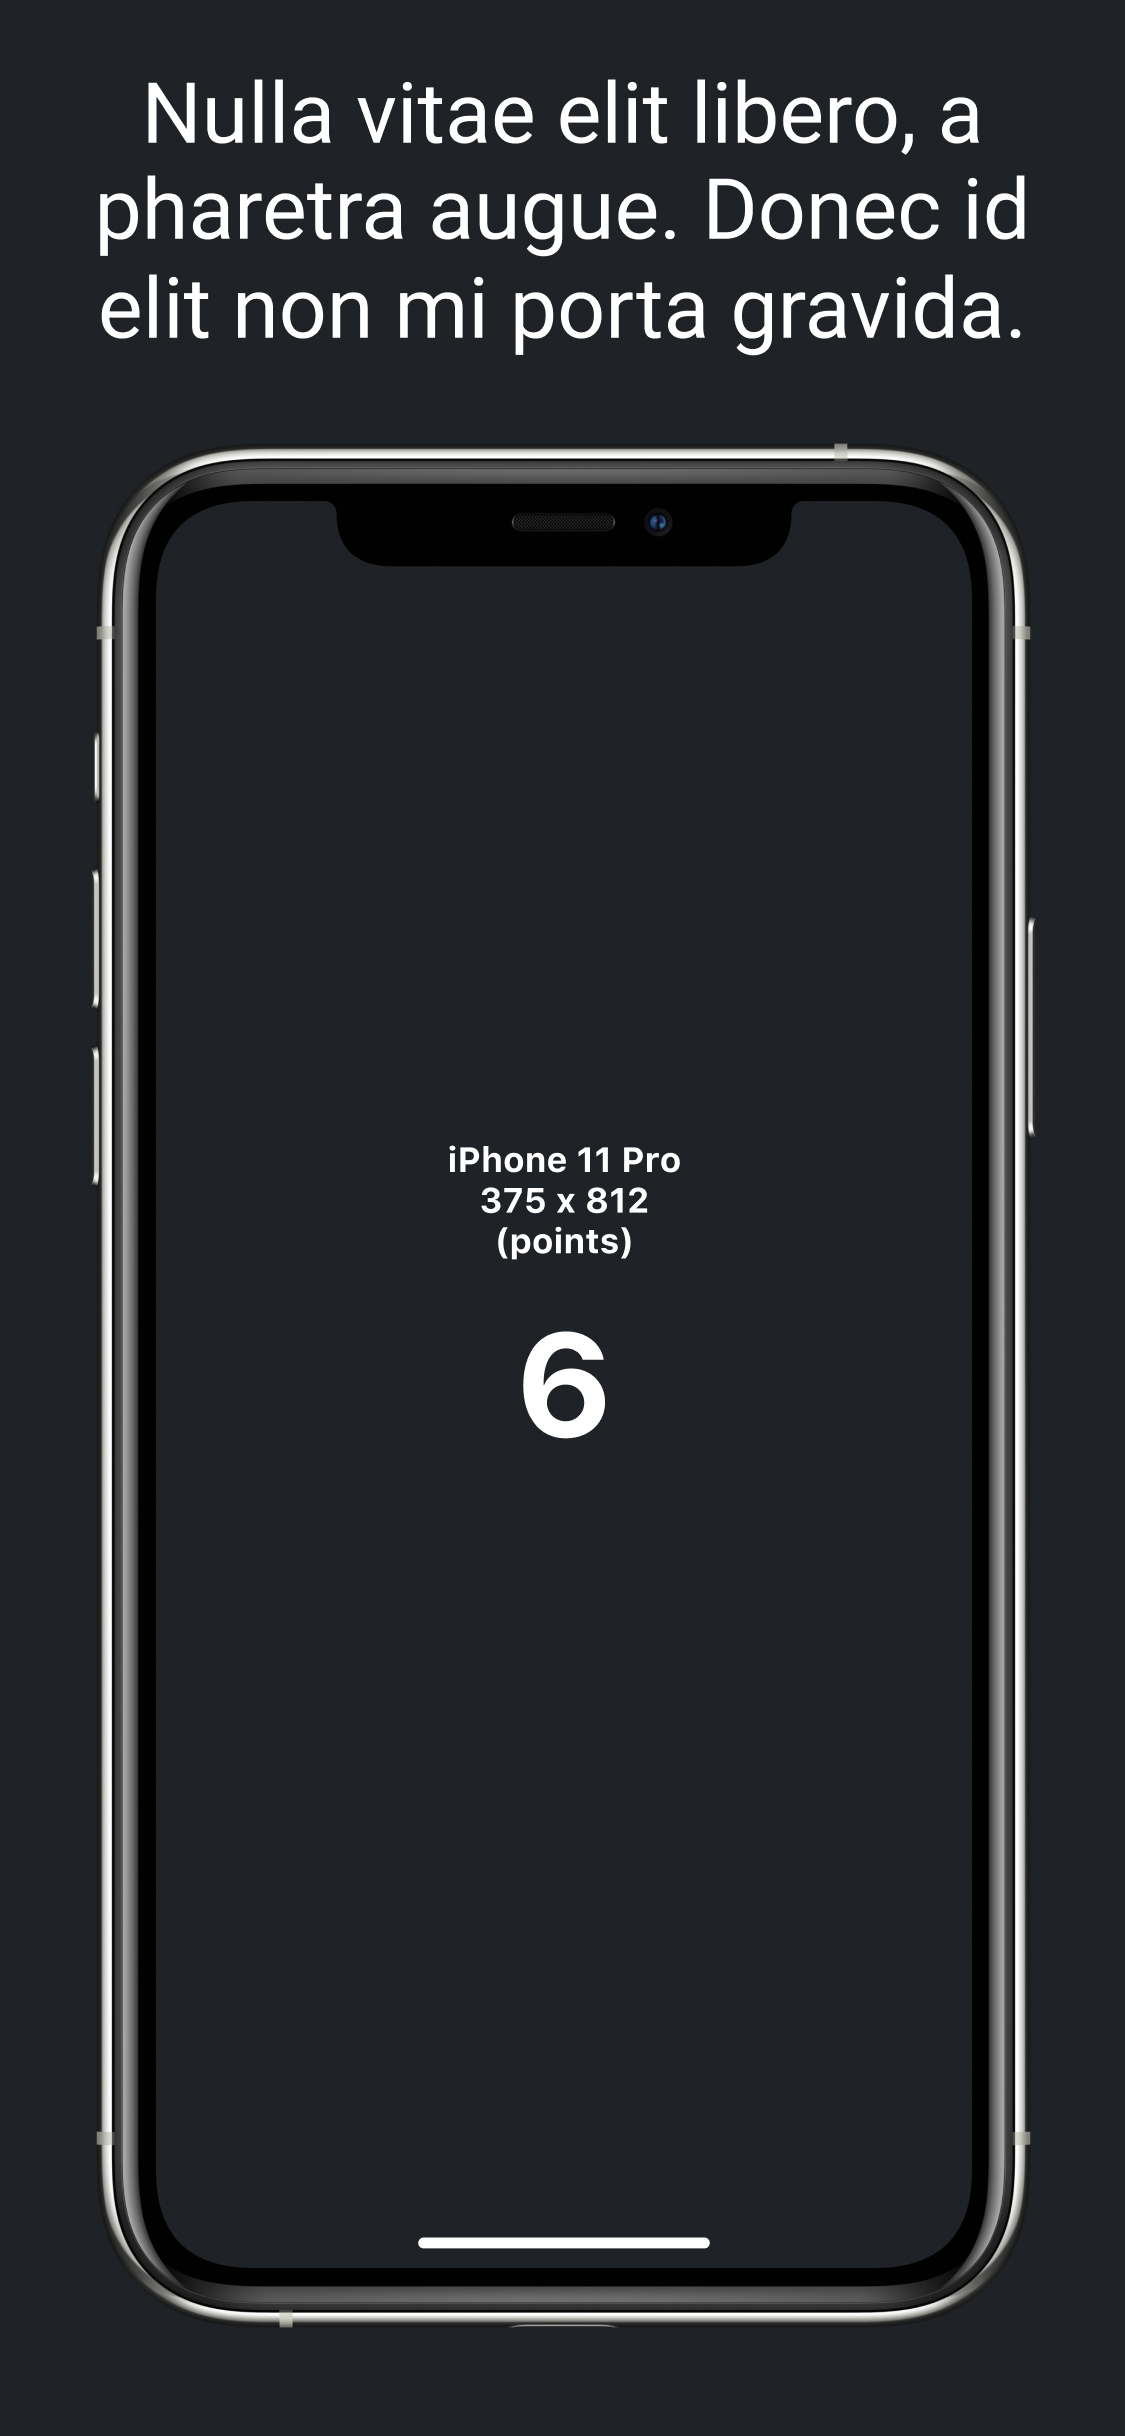 Nulla vitae elit libero, a
pharetra augue. Donec id
elit non mi porta gravida.
iPhone 11 Pro
375 x 812
(points)
6